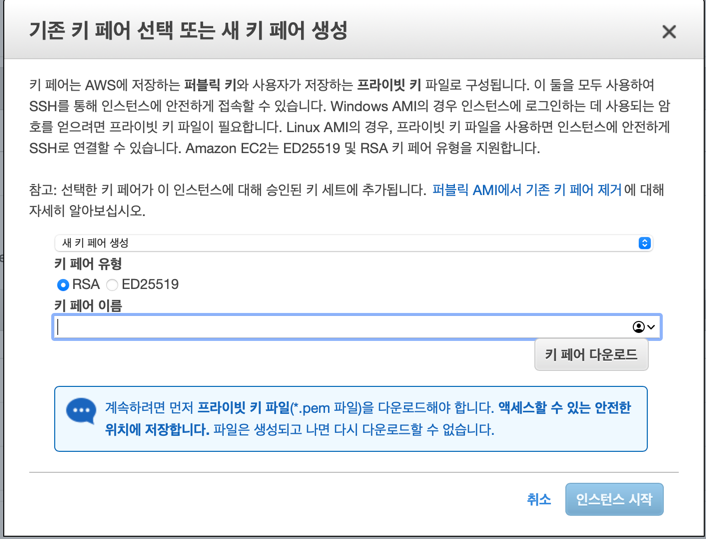 기존 키 페어 선택 또는 새 키 페어 생성
키 페어는 AWS에 저장하는 퍼블릭 키와 사용자가 저장하는 프라이빗 키 파일로 구성됩니다. 이 둘을 모두 사용하여
SSH를 통해 인스턴스에 안전하게 접속할 수 있습니다. Windows AMI의 경우 인스턴스에 로그인하는 데 사용되는 암
호를 얻으려면 프라이빗 키 파일이 필요합니다. Linux AMI의 경우, 프라이빗 키 파일을 사용하면 인스턴스에 안전하게
SSH로 연결할 수 있습니다. Amazon EC2는 ED25519 및 RSA 키 페어 유형을 지원합니다.
참고: 선택한 키 페어가 이 인스턴스에 대해 승인된 키 세트에 추가됩니다. 퍼블릭 AMI에서 기존 키 페어 제거에 대해
자세히 알아보십시오.
새 키 페어 생성
키 페어 유형
RSA ED25519
키 페어 이름
키 페어 다운로드
계속하려면 먼저 프라이빗 키 파일(*.pem 파일)을 다운로드해야 합니다. 액세스할 수 있는 안전한
위치에 저장합니다. 파일은 생성되고 나면 다시 다운로드할 수 없습니다.
취소 인스턴스 시작